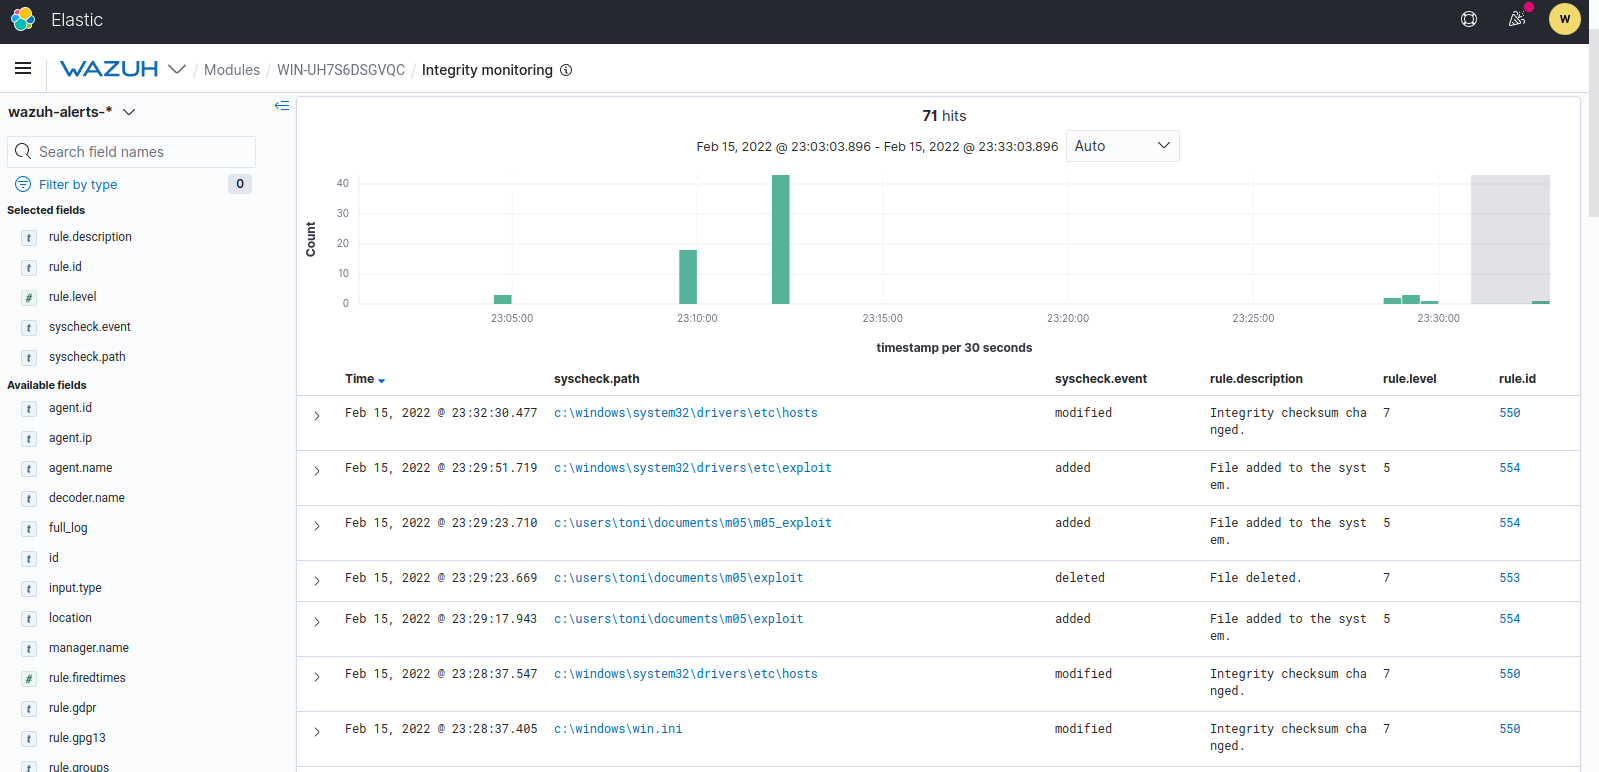 Elastic
W
WAZUH / Modules / WIN-UH7S6DSGVQC / Integrity monitoring
wazuh-alerts-*
Search field names
Filter by type 0
Selected fields
t rule.description
t rule.id
# rule.level
t syscheck.event
t syscheck.path
Available fields
t agent.id
t agent.ip
t agent.name
t decoder.name
t full_log
t id
t input.type
t location
t manager.name
# rule.firedtimes
t rule.gdpr
t rule.gpg13
t rule.groups
71 hits
Feb 15, 2022 @ 23:03:03.896 - Feb 15, 2022 @ 23:33:03.896 Auto
Count
40
30
20
10
0
23:05:00 23:10:00 23:15:00 23:20:00 23:25:00 23:30:00
timestamp per 30 seconds
Time syscheck.path syscheck.event rule.description rule.level rule.id
Feb 15, 2022 @ 23:32:30.477 c:\windows\system32\drivers\etc\hosts modified Integrity checksum cha 7 550
nged.
Feb 15, 2022 @ 23:29:51.719 c:\windows\system32\drivers\etc\exploit added File added to the syst 5 554
em.
Feb 15, 2022 @ 23:29:23.710 c:\users\toni\documents\m05\m05_exploit added File added to the syst 5 554
em.
Feb 15, 2022 @ 23:29:23.669 c:\users\toni\documents\m05\exploit deleted File deleted. 7 553
Feb 15, 2022 @ 23:29:17.943 c:\users\toni\documents\m05\exploit added File added to the syst 5 554
em.
Feb 15, 2022 @ 23:28:37.547 c:\windows\system32\drivers\etc\hosts modified Integrity checksum cha 7 550
nged.
Feb 15, 2022 @ 23:28:37.405 c:\windows\win.ini modified Integrity checksum cha 7 550
nged.